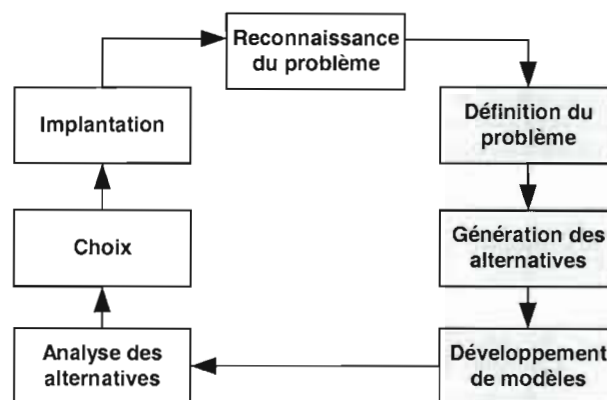 Reconnaissance
du problème
Définition du
problème
Génération des
alternatives
Développement
de modèles
Analyse des
alternatives
Choix
Implantation